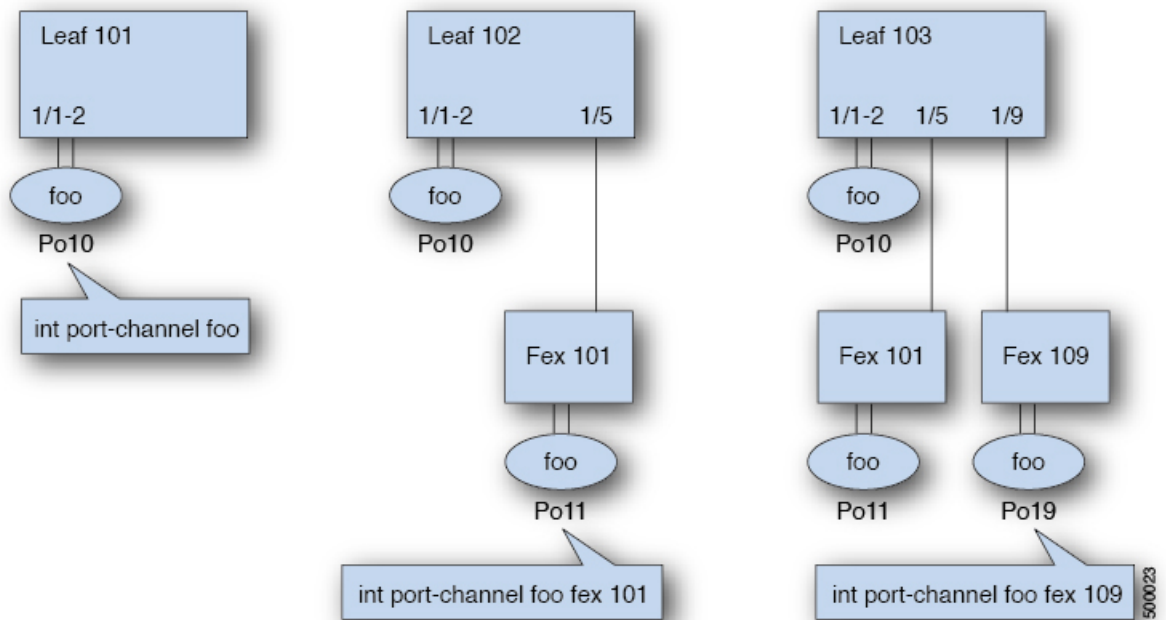 Leaf 101
1/1-2
foo
Po10
int port-channel foo
Leaf 102
1/1-2 1/5
foo
Po10
Fex 101
foo
Po11
int port-channel foo fex 101
Leaf 103
1/1-2 1/5 1/9
foo
Po10
Fex 101
foo
Po11
Fex 109
foo
Po19
int port-channel foo fex 109
500023